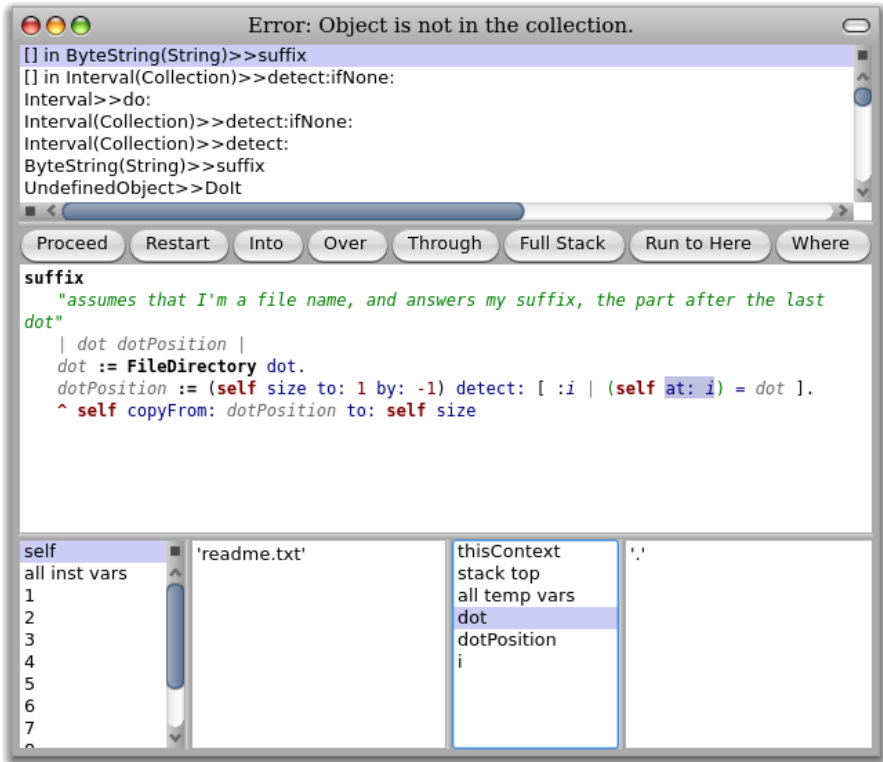 Error: Object is not in the collection.
[] in ByteString(String)>>suffix
[] in Interval(Collection)>>detect:ifNone:
Interval>>do:
Interval(Collection)>>detect:ifNone:
Interval(Collection)>>detect:
ByteString(String)>>suffix
UndefinedObject>>DoIt
Proceed Restart Into Over Through Full Stack Run to Here Where
suffix
"assumes that I'm a file name, and answers my suffix, the part after the last
dot"
| dot dotPosition |
dot := FileDirectory dot.
dotPosition := (self size to: 1 by: -1) detect: [ :i | (self at: i) = dot ].
^ self copyFrom: dotPosition to: self size
self
all inst vars
1
2
3
4
5
6
7
'readme.txt'
thisContext
stack top
all temp vars
dot
dotPosition
i
'.'